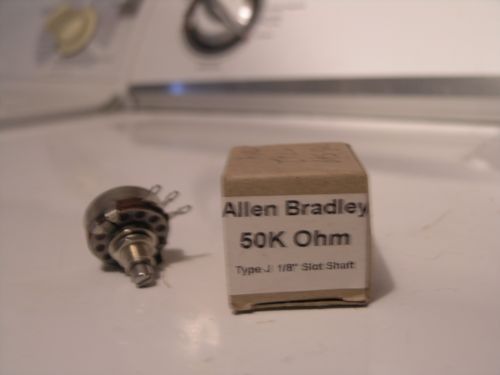 Allen Bradley
50K Ohm
Type J 1/8" Slot Shaft